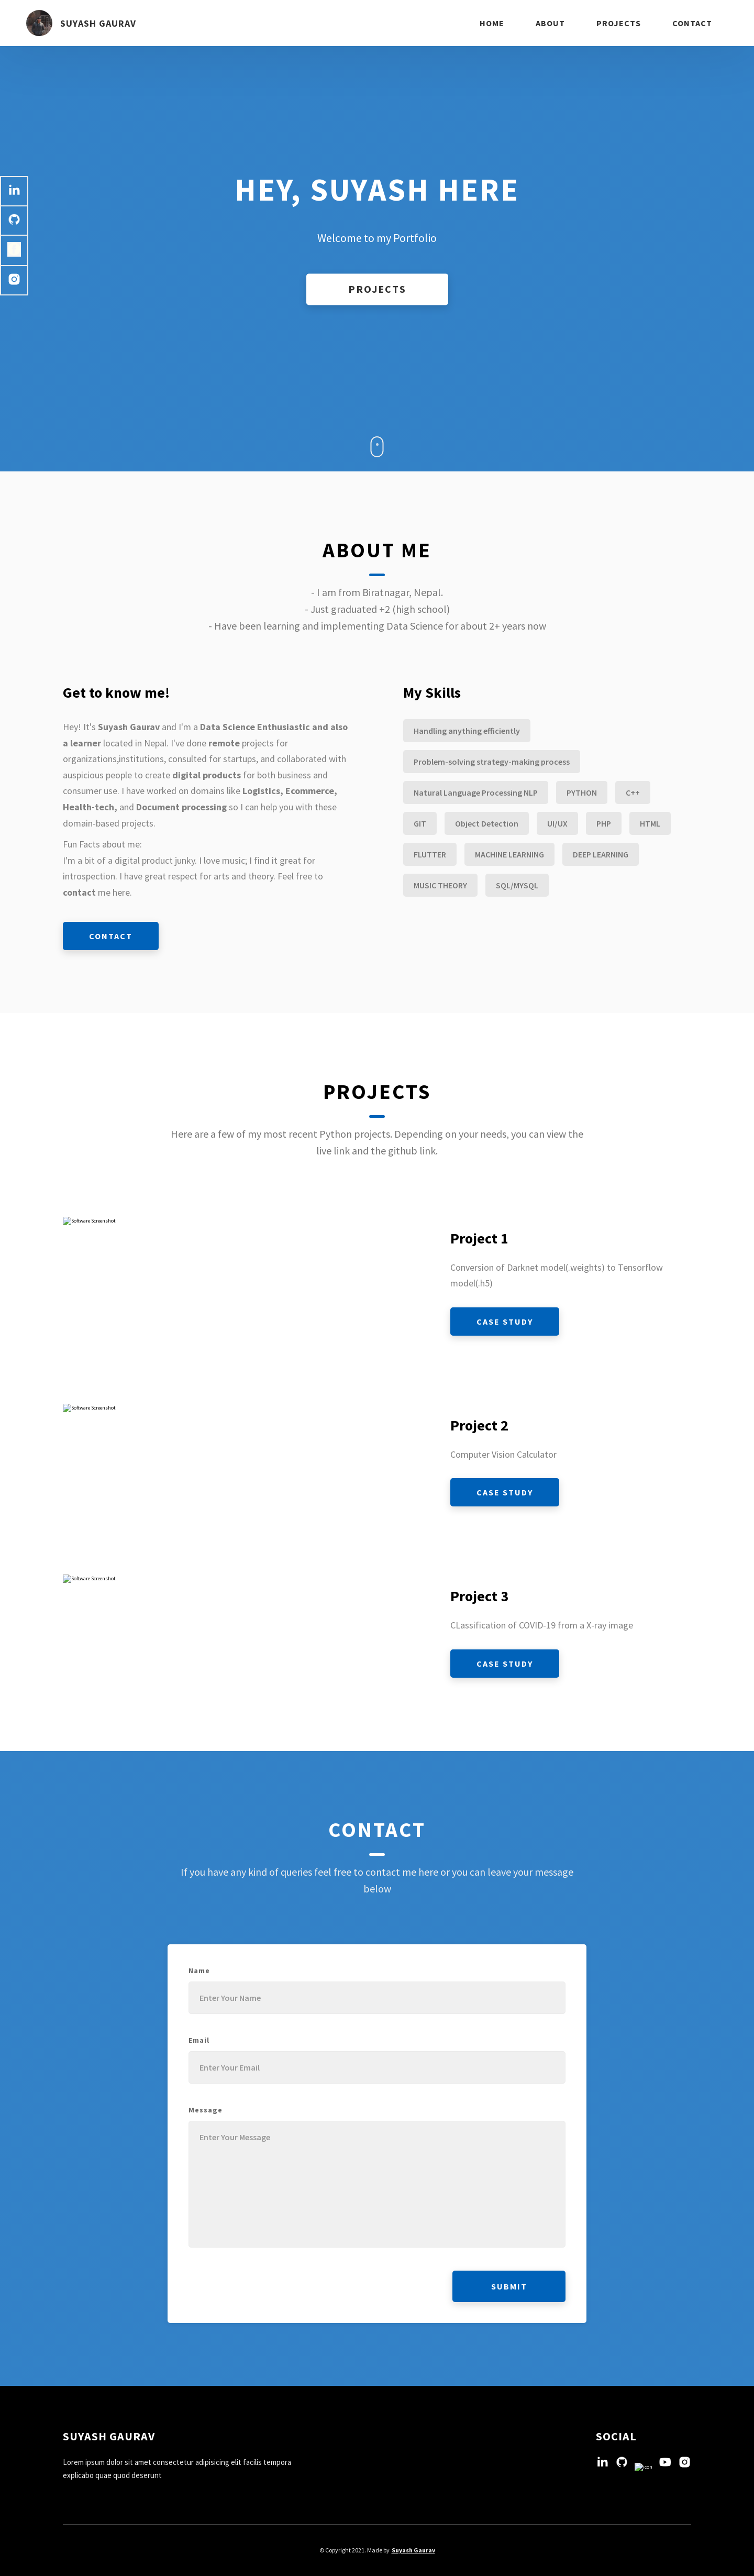 SUYASH GAURAV
HOME
ABOUT
PROJECTS
CONTACT
HEY, SUYASH HERE
Welcome to my Portfolio
PROJECTS
ABOUT ME
- I am from Biratnagar, Nepal.
- Just graduated +2 (high school)
- Have been learning and implementing Data Science for about 2+ years now
Get to know me!
Hey! It's Suyash Gaurav and I'm a Data Science Enthusiastic and also
a learner located in Nepal. I've done remote projects for
organizations,institutions, consulted for startups, and collaborated with
auspicious people to create digital products for both business and
consumer use. I have worked on domains like Logistics, Ecommerce,
Health-tech, and Document processing so I can help you with these
domain-based projects.
Fun Facts about me:
I'm a bit of a digital product junky. I love music; I find it great for
introspection. I have great respect for arts and theory. Feel free to
contact me here.
CONTACT
My Skills
Handling anything efficiently
Problem-solving strategy-making process
Natural Language Processing NLP
PYTHON
C++
GIT
Object Detection
UI/UX
PHP
HTML
FLUTTER
MACHINE LEARNING
DEEP LEARNING
MUSIC THEORY
SQL/MYSQL
PROJECTS
Here are a few of my most recent Python projects. Depending on your needs, you can view the
live link and the github link.
Software Screenshot
Project 1
Conversion of Darknet model(.weights) to Tensorflow
model(.h5)
CASE STUDY
Software Screenshot
Project 2
Computer Vision Calculator
CASE STUDY
Software Screenshot
Project 3
CLassification of COVID-19 from a X-ray image
CASE STUDY
CONTACT
If you have any kind of queries feel free to contact me here or you can leave your message
below
Name
Enter Your Name
Email
Enter Your Email
Message
Enter Your Message
SUBMIT
SUYASH GAURAV
Lorem ipsum dolor sit amet consectetur adipisicing elit facilis tempora
explicabo quae quod deserunt
SOCIAL
icon
© Copyright 2021. Made by Suyash Gaurav